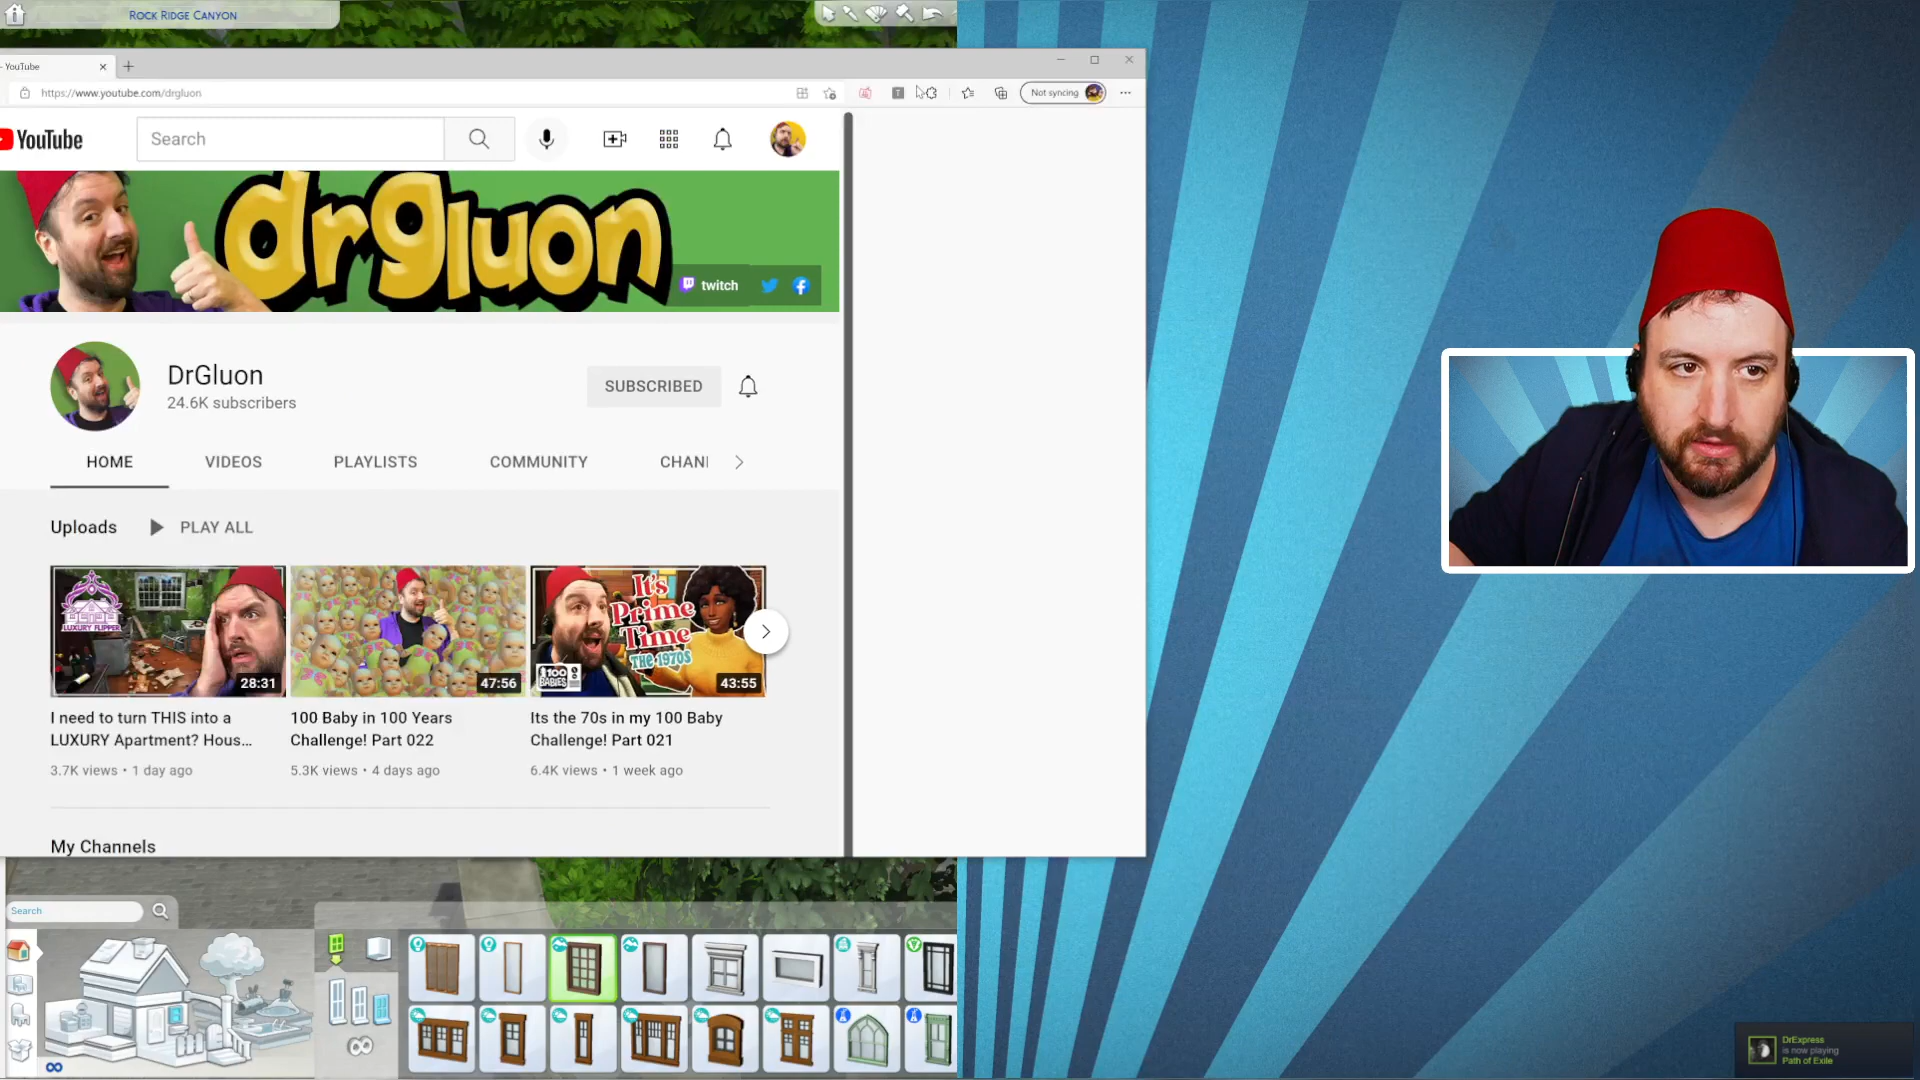 ROCK RIDGE CANYON
- YouTube
https://www.youtube.com/drgluon
Not syncing
YouTube
Search
drgluon
twitch
DrGluon
24.6K subscribers
SUBSCRIBED
HOME
VIDEOS
PLAYLISTS
COMMUNITY
CHAN
Uploads
PLAY ALL
LUXURY FLIPPER
28:31
47:56
It's
Prime
Time
THE 1970s
100
BABIES
43:55
I need to turn THIS into a
LUXURY Apartment? Hous...
3.7K views • 1 day ago
100 Baby in 100 Years
Challenge! Part 022
5.3K views • 4 days ago
Its the 70s in my 100 Baby
Challenge! Part 021
6.4K views • 1 week ago
My Channels
Search
DrExpress
is now playing
Path of Exile